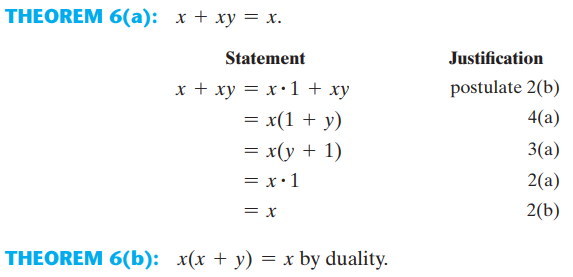 THEOREM 6(a): x + xy = x.
Statement Justification
x + xy = x · 1 + xy postulate 2(b)
= x(1 + y) 4(a)
= x(y + 1) 3(a)
= x · 1 2(a)
= x 2(b)
THEOREM 6(b): x(x + y) = x by duality.